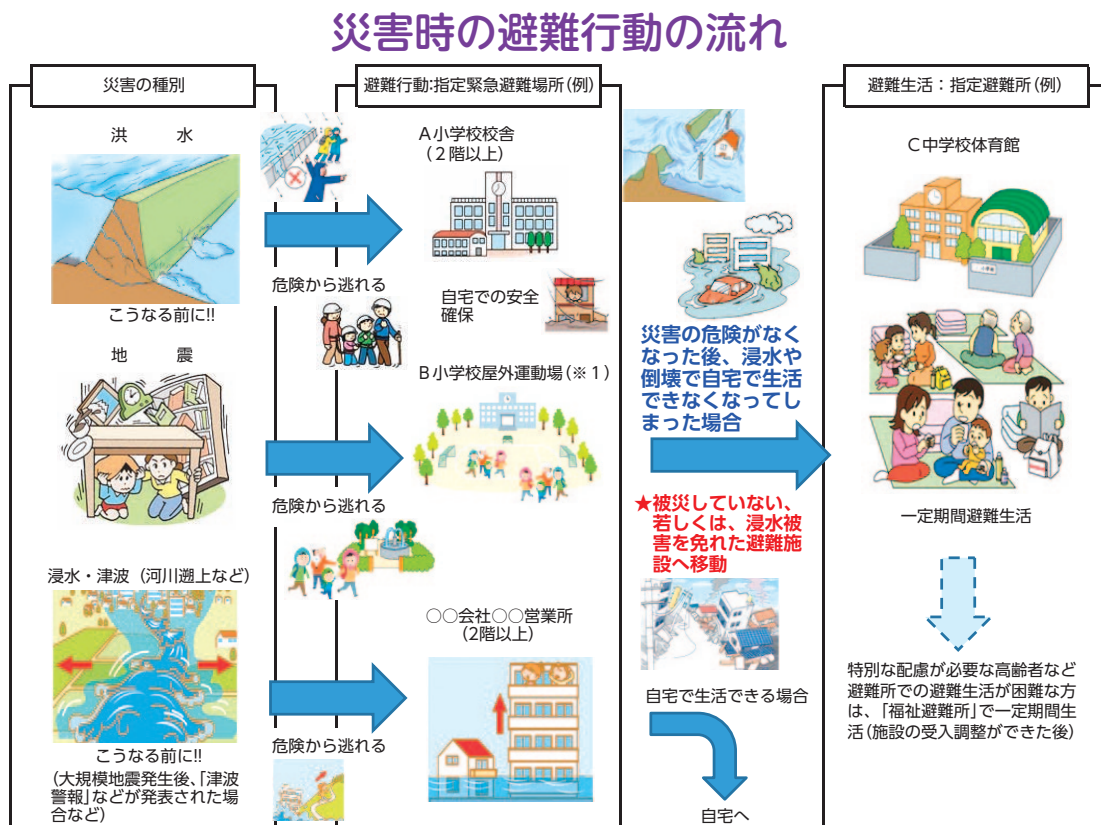 災害時の避難行動の流れ
災害の種別
洪水
こうなる前に!!
地震
浸水・津波（河川遡上など）
こうなる前に!!
（大規模地震発生後、「津波
警報」などが発表された場
合など）
危険から逃れる
危険から逃れる
危険から逃れる
避難行動:指定緊急避難場所（例）
A小学校校舎
（２階以上）
自宅での安全
確保
B小学校屋外運動場（※１）
○○会社○○営業所
（2階以上）
災害の危険がなく
なった後、浸水や
倒壊で自宅で生活
できなくなってし
まった場合
★被災していない、
若しくは、浸水被
害を免れた避難施
設へ移動
自宅で生活できる場合
自宅へ
避難生活：指定避難所（例）
C中学校体育館
一定期間避難生活
特別な配慮が必要な高齢者など
避難所での避難生活が困難な方
は、「福祉避難所」で一定期間生
活（施設の受入調整ができた後）